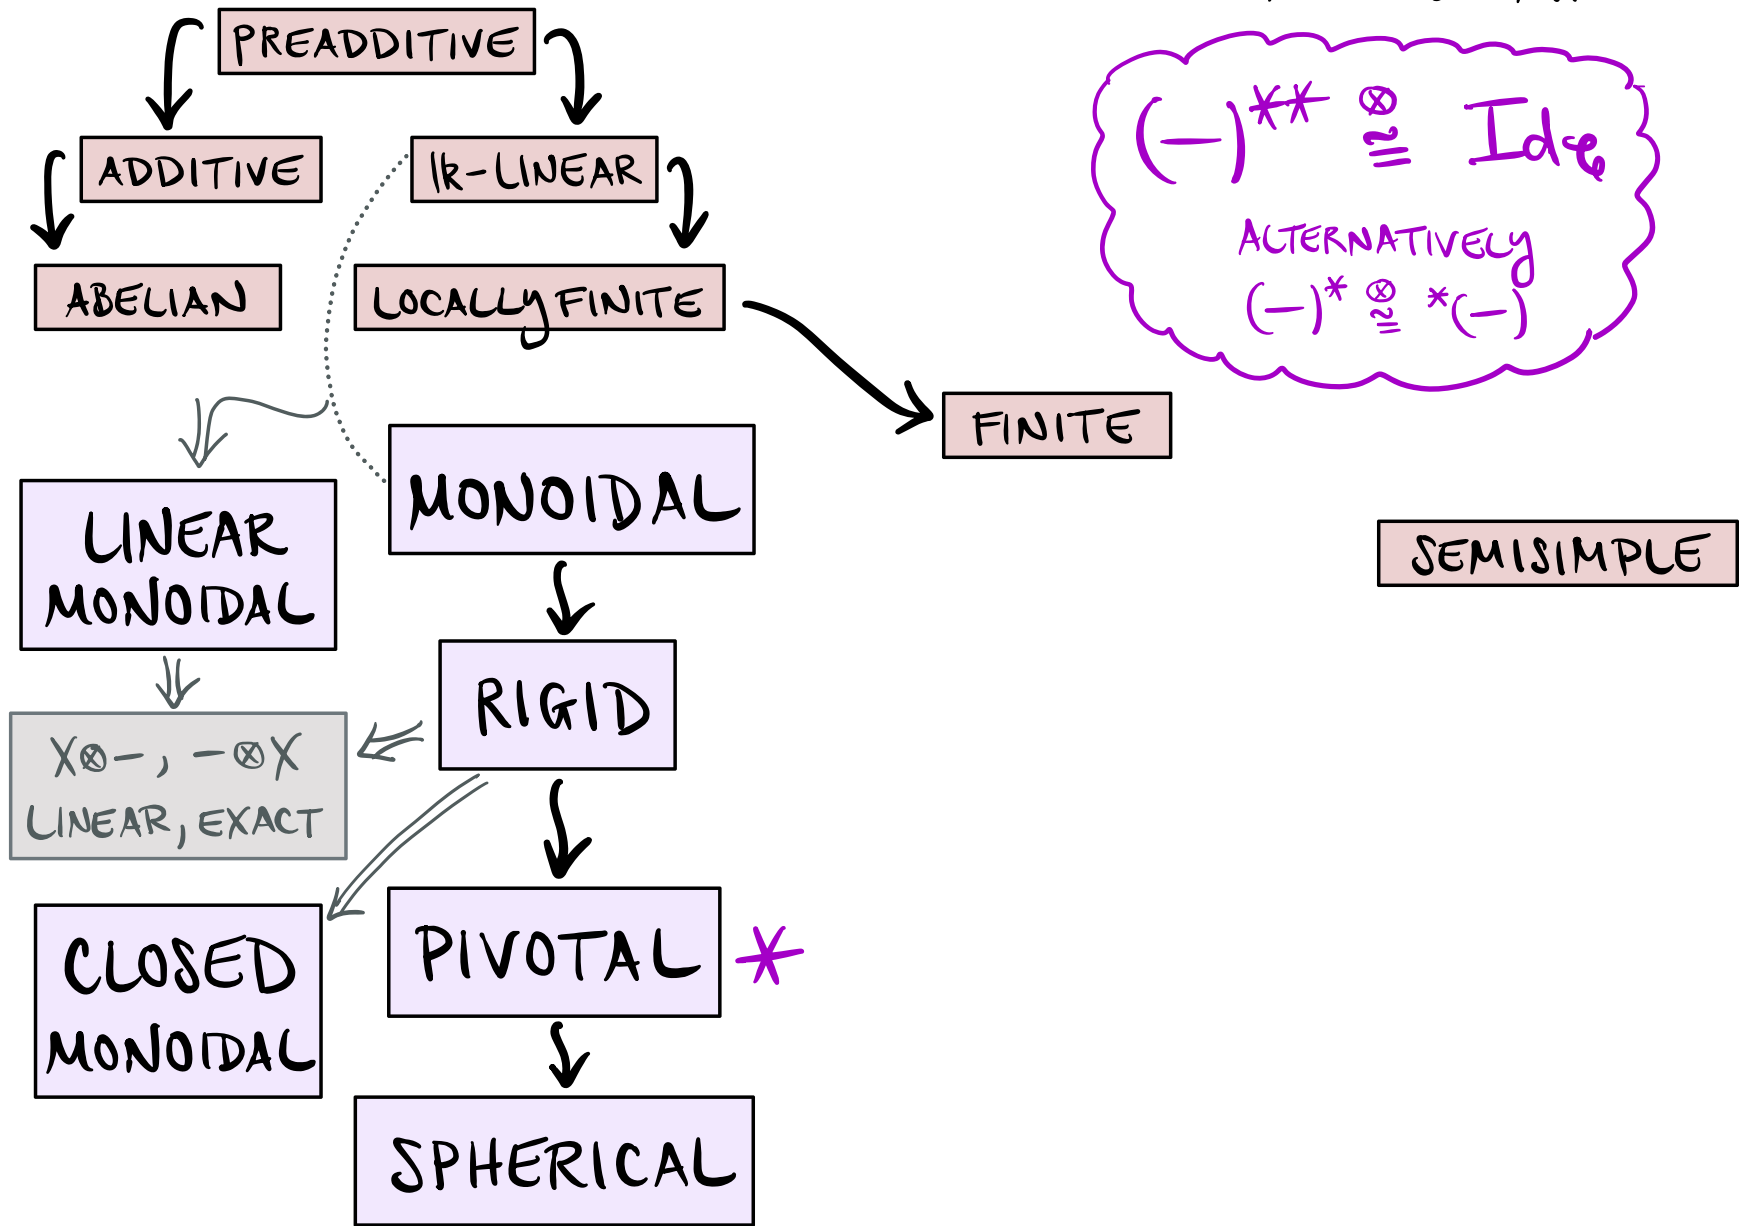 PREADDITIVE
ADDITIVE
𝕜-LINEAR
ABELIAN
LOCALLY FINITE
(—)** ≅^⊗ Id_𝒞
ALTERNATIVELY
(—)* ≅^⊗ *(—)
FINITE
SEMISIMPLE
MONOIDAL
LINEAR
MONOIDAL
RIGID
X⊗-, -⊗X
LINEAR, EXACT
PIVOTAL *
CLOSED
MONOIDAL
SPHERICAL